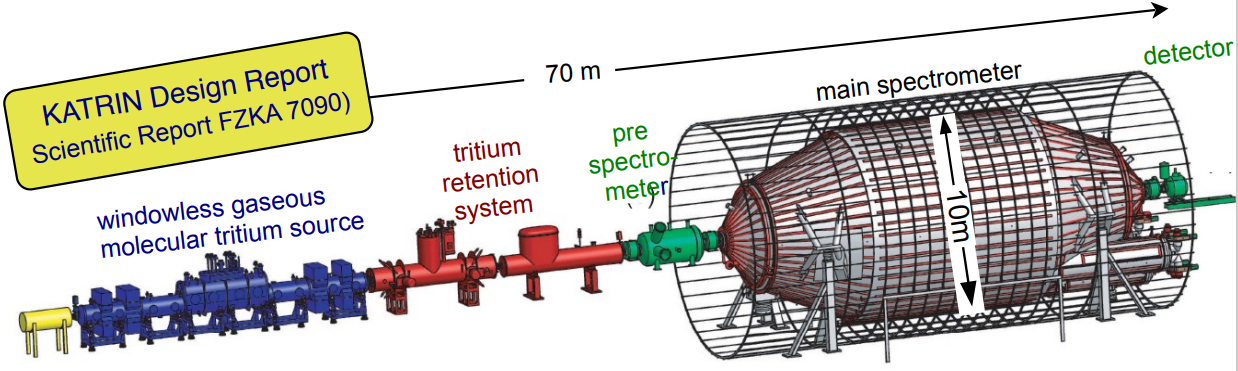 KATRIN Design Report
Scientific Report FZKA 7090)
70 m
detector
main spectrometer
pre
spectro-
meter
tritium
retention
system
windowless gaseous
molecular tritium source
10m